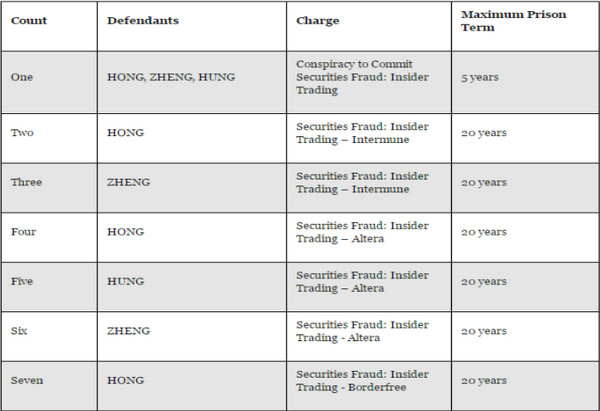 Count Defendants Charge Maximum Prison
Term
One HONG, ZHENG, HUNG Conspiracy to Commit
Securities Fraud: Insider
Trading 5 years
Two HONG Securities Fraud: Insider
Trading – Intermune 20 years
Three ZHENG Securities Fraud: Insider
Trading – Intermune 20 years
Four HONG Securities Fraud: Insider
Trading – Altera 20 years
Five HUNG Securities Fraud: Insider
Trading – Altera 20 years
Six ZHENG Securities Fraud: Insider
Trading - Altera 20 years
Seven HONG Securities Fraud: Insider
Trading - Borderfree 20 years